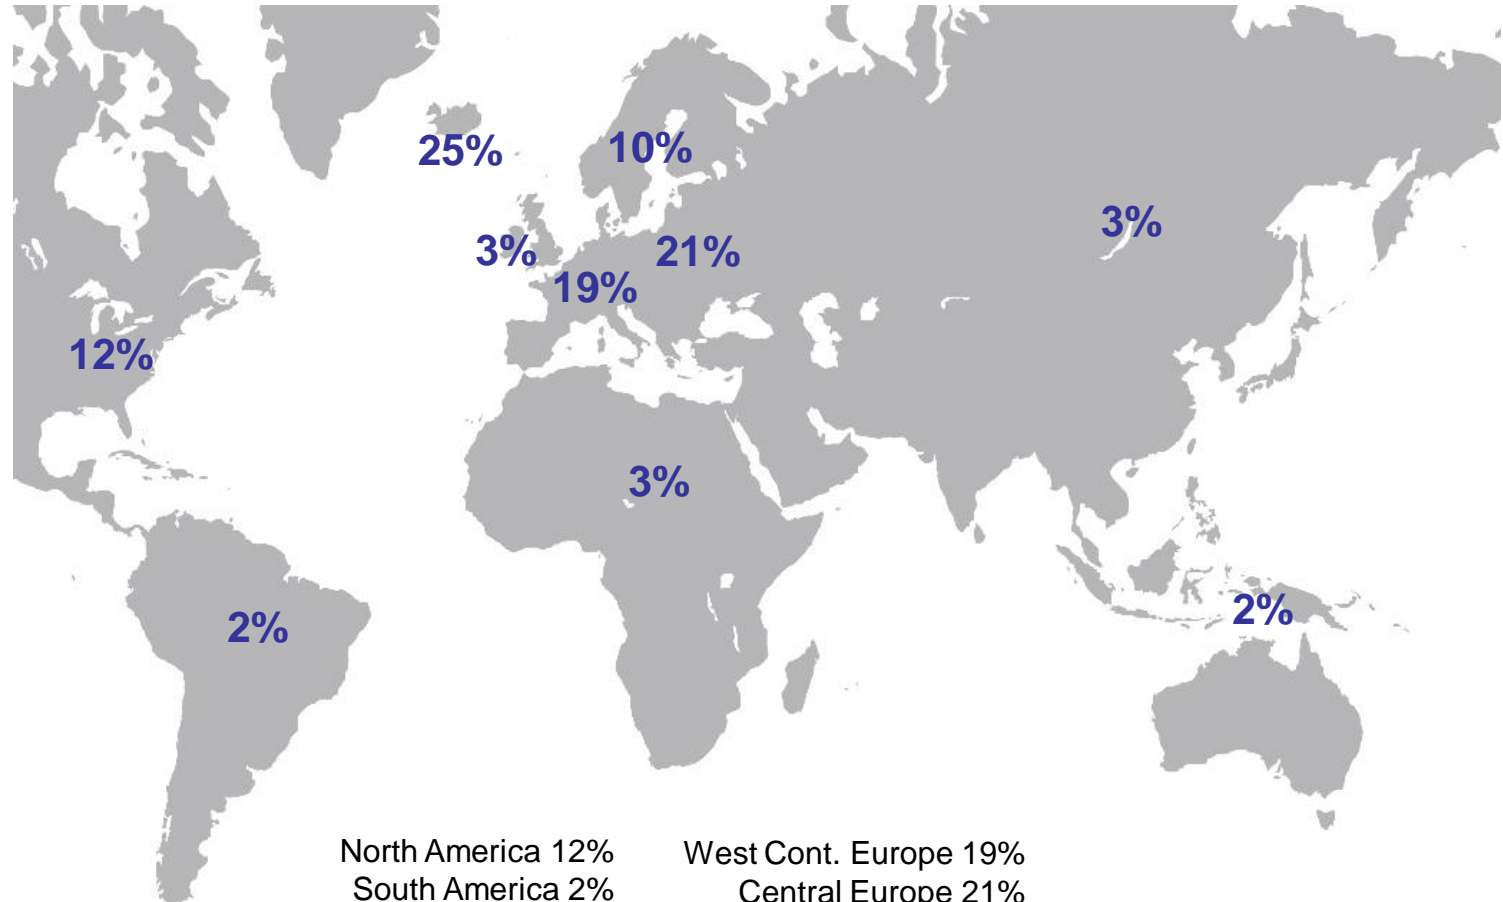 25%
10%
3%
3%
21%
19%
12%
3%
2%
2%
North America 12%
West Cont. Europe 19%
South America 2%
Central Europe 21%